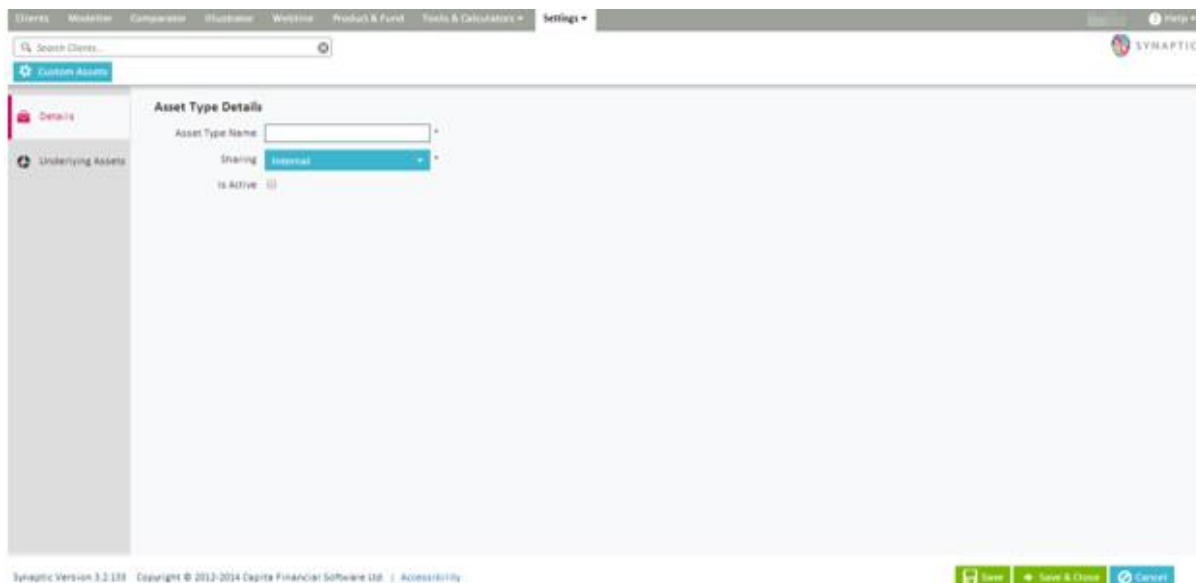 Clients Modeller Comparator Illustrator Webline Product & Fund Tools & Calculators Settings Help
Search Clients...
SYNAPTIC
Custom Assets
Details
Underlying Assets
Asset Type Details
Asset Type Name *
Sharing Internal *
Is Active
Synaptic Version 3.2.133 Copyright © 2012-2014 Capita Financial Software Ltd. | Accessibility
Save Save & Close Cancel